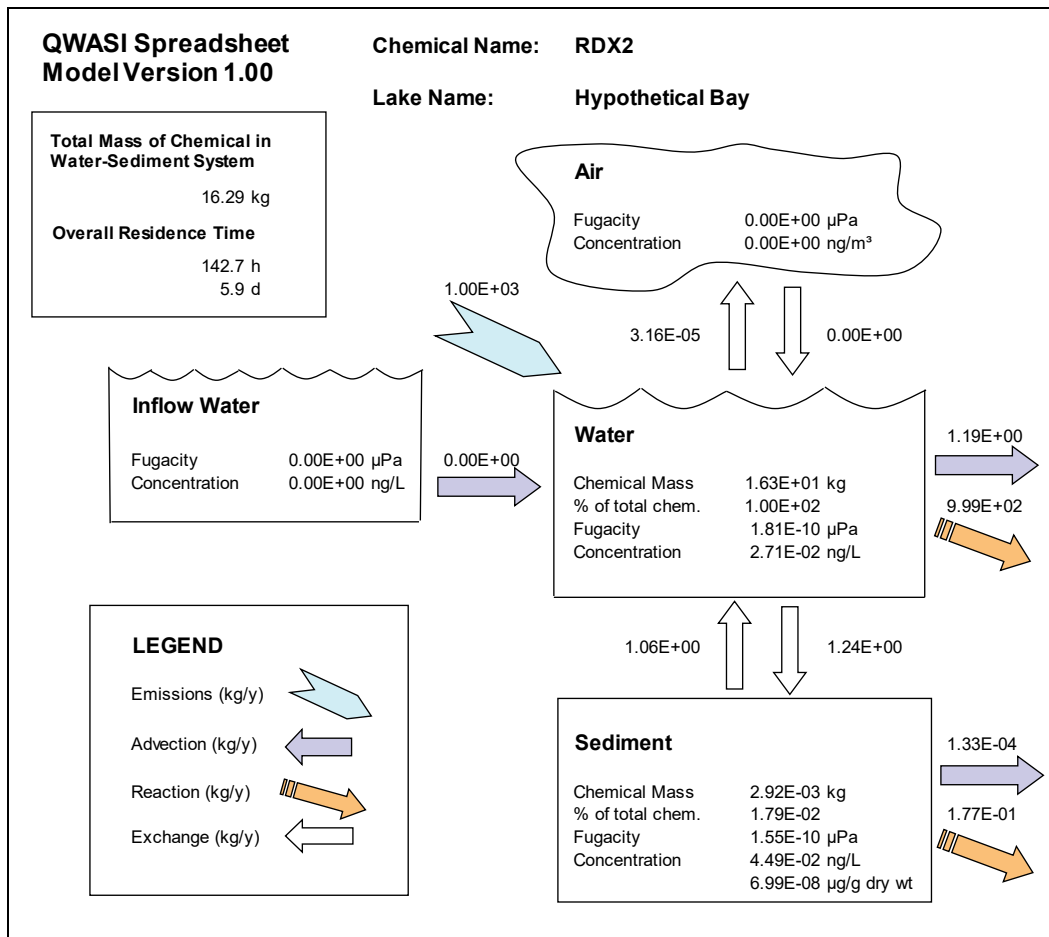 QWASI Spreadsheet
Model Version 1.00
Chemical Name: RDX2
Lake Name: Hypothetical Bay
Total Mass of Chemical in
Water-Sediment System
16.29 kg
Overall Residence Time
142.7 h
5.9 d
Air
Fugacity 0.00E+00 µPa
Concentration 0.00E+00 ng/m³
1.00E+03
3.16E-05
0.00E+00
Inflow Water
Fugacity 0.00E+00 µPa
Concentration 0.00E+00 ng/L
0.00E+00
Water
Chemical Mass 1.63E+01 kg
% of total chem. 1.00E+02
Fugacity 1.81E-10 µPa
Concentration 2.71E-02 ng/L
1.19E+00
9.99E+02
1.06E+00
1.24E+00
LEGEND
Emissions (kg/y)
Advection (kg/y)
Reaction (kg/y)
Exchange (kg/y)
Sediment
Chemical Mass 2.92E-03 kg
% of total chem. 1.79E-02
Fugacity 1.55E-10 µPa
Concentration 4.49E-02 ng/L
6.99E-08 µg/g dry wt
1.33E-04
1.77E-01